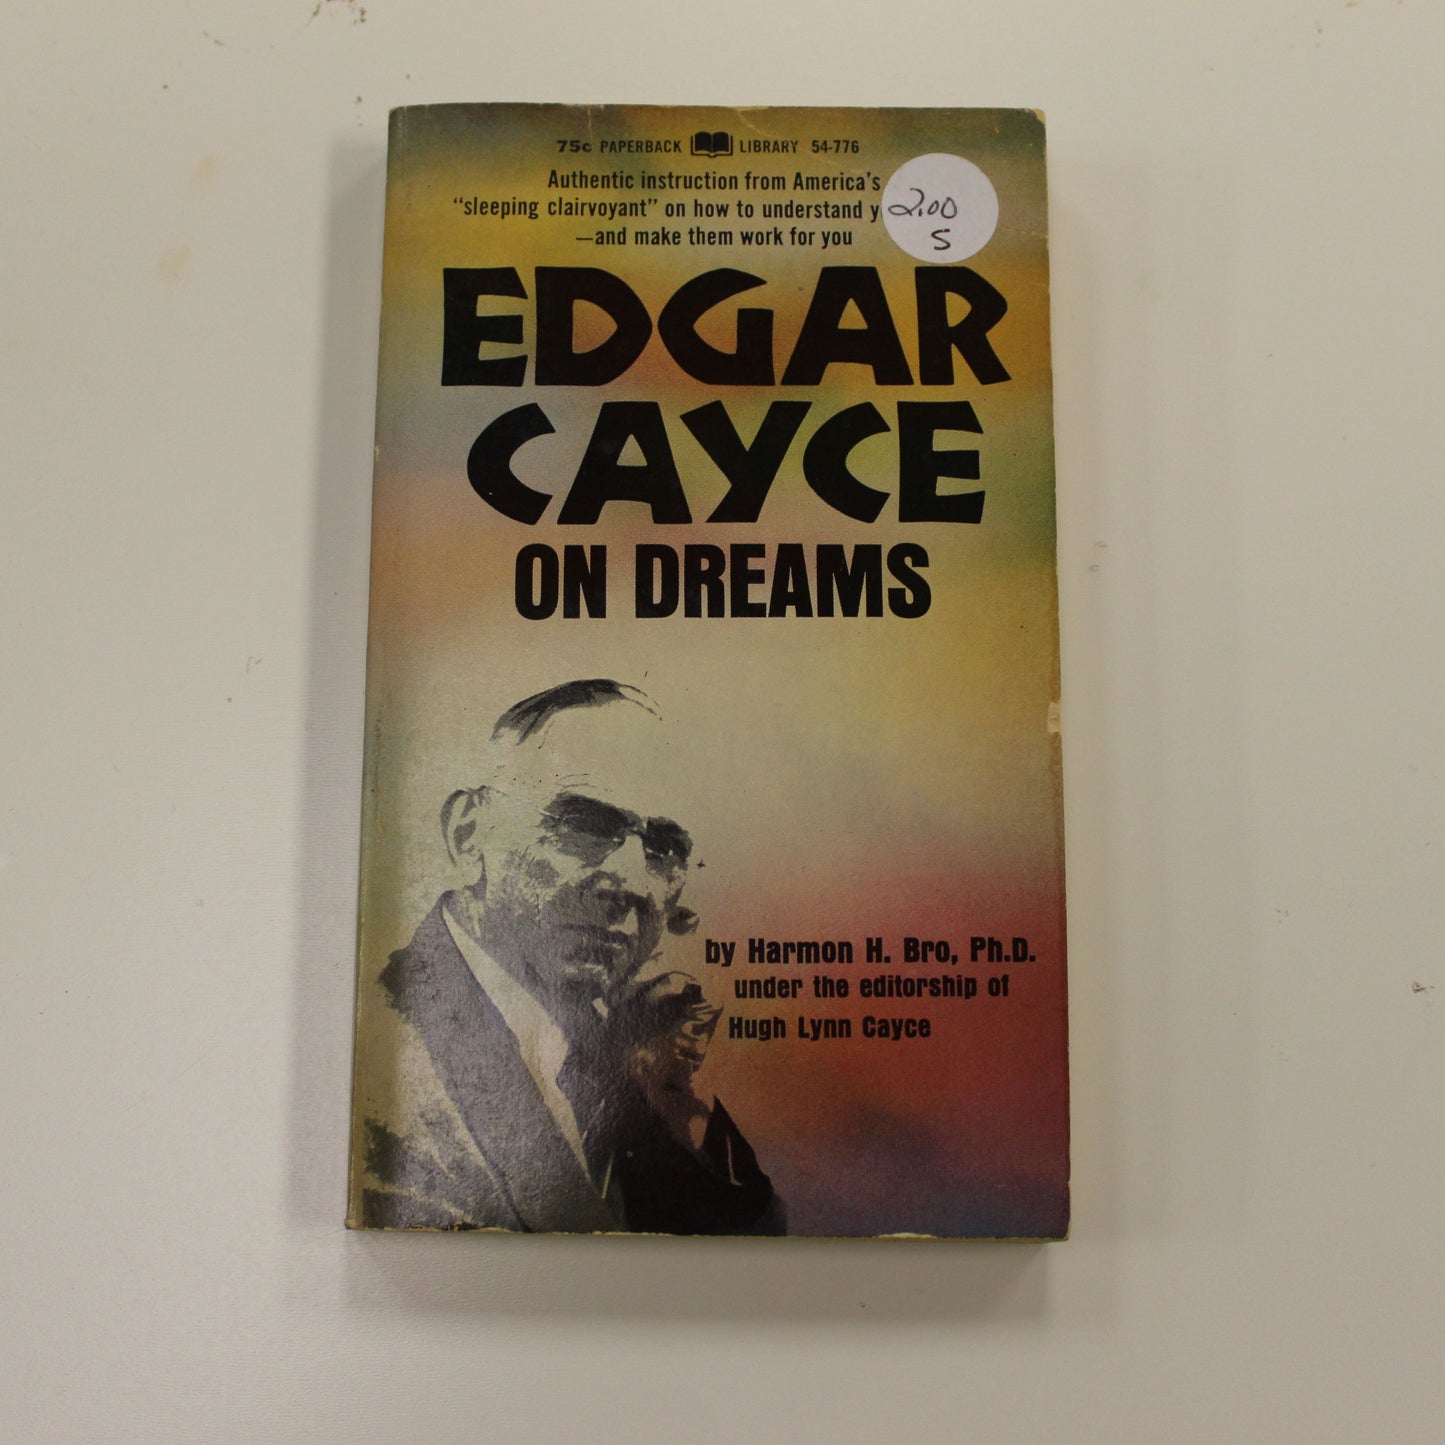 75c PAPERBACK LIBRARY 54-776
Authentic instruction from America's
"sleeping clairvoyant" on how to understand
—and make them work for you
2.00
S
EDGAR
CAYCE
ON DREAMS
by Harmon H. Bro, Ph.D.
under the editorship of
Hugh Lynn Cayce